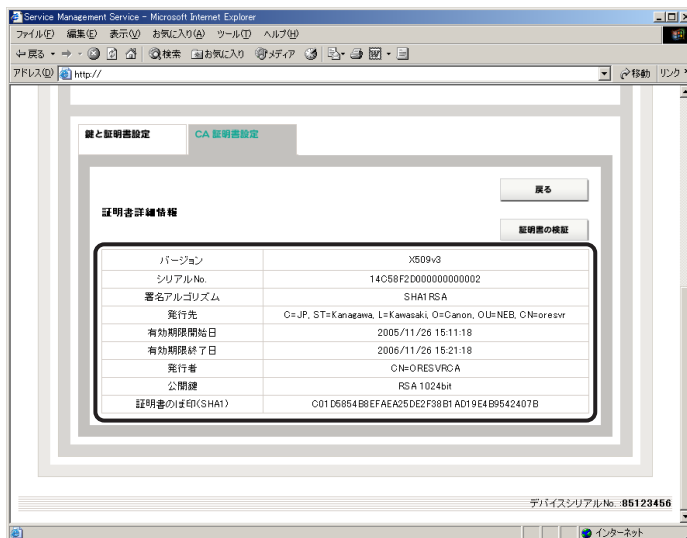 Service Management Service - Microsoft Internet Explorer
ファイル(F) 編集(E) 表示(V) お気に入り(A) ツール(T) ヘルプ(H)
戻る 検索 お気に入り メディア
アドレス(D) http:// 移動 リンク
鍵と証明書設定 CA 証明書設定
戻る
証明書詳細情報
証明書の検証
バージョン X509v3
シリアルNo. 14C58F2D000000000002
署名アルゴリズム SHA1RSA
発行先 C=JP, ST=Kanagawa, L=Kawasaki, O=Canon, OU=NEB, CN=oresvr
有効期限開始日 2005/11/26 15:11:18
有効期限終了日 2006/11/26 15:21:18
発行者 CN=ORESVRCA
公開鍵 RSA 1024bit
証明書のぼ印(SHA1) C01D5854B8EFAEA25DE2F38B1AD19E4B9542407B
デバイスシリアルNo. :85123456
インターネット